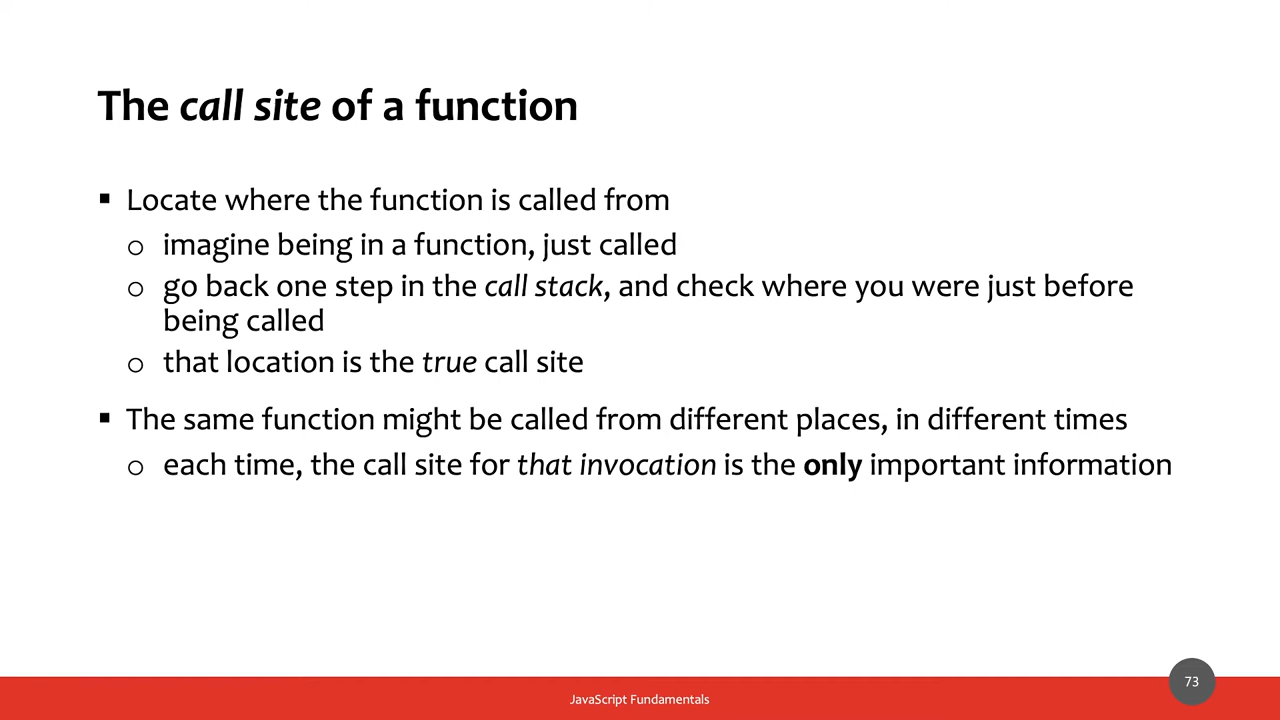 The call site of a function
▪ Locate where the function is called from
o imagine being in a function, just called
o go back one step in the call stack, and check where you were just before
being called
o that location is the true call site
▪ The same function might be called from different places, in different times
o each time, the call site for that invocation is the only important information
73
JavaScript Fundamentals